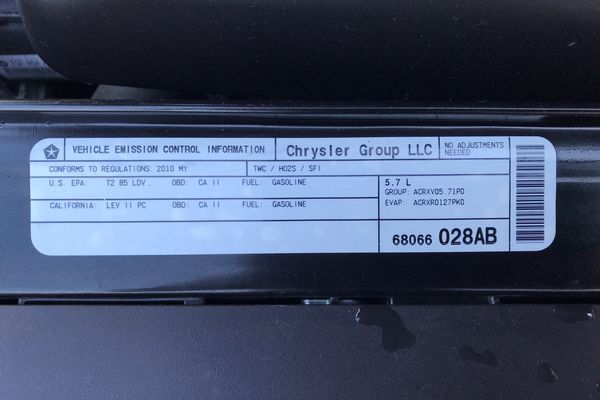 VEHICLE EMISSION CONTROL INFORMATION Chrysler Group LLC NO ADJUSTMENTS NEEDED
CONFORMS TO REGULATIONS: 2010 MY TWC / HO2S / SFI
U.S. EPA: T2 B5 LDV OBD: CA II FUEL: GASOLINE
CALIFORNIA: LEV II PC OBD: CA II FUEL: GASOLINE
5.7 L
GROUP: ACRXV05.71P0
EVAP: ACRXR0127PK0
68066 028AB